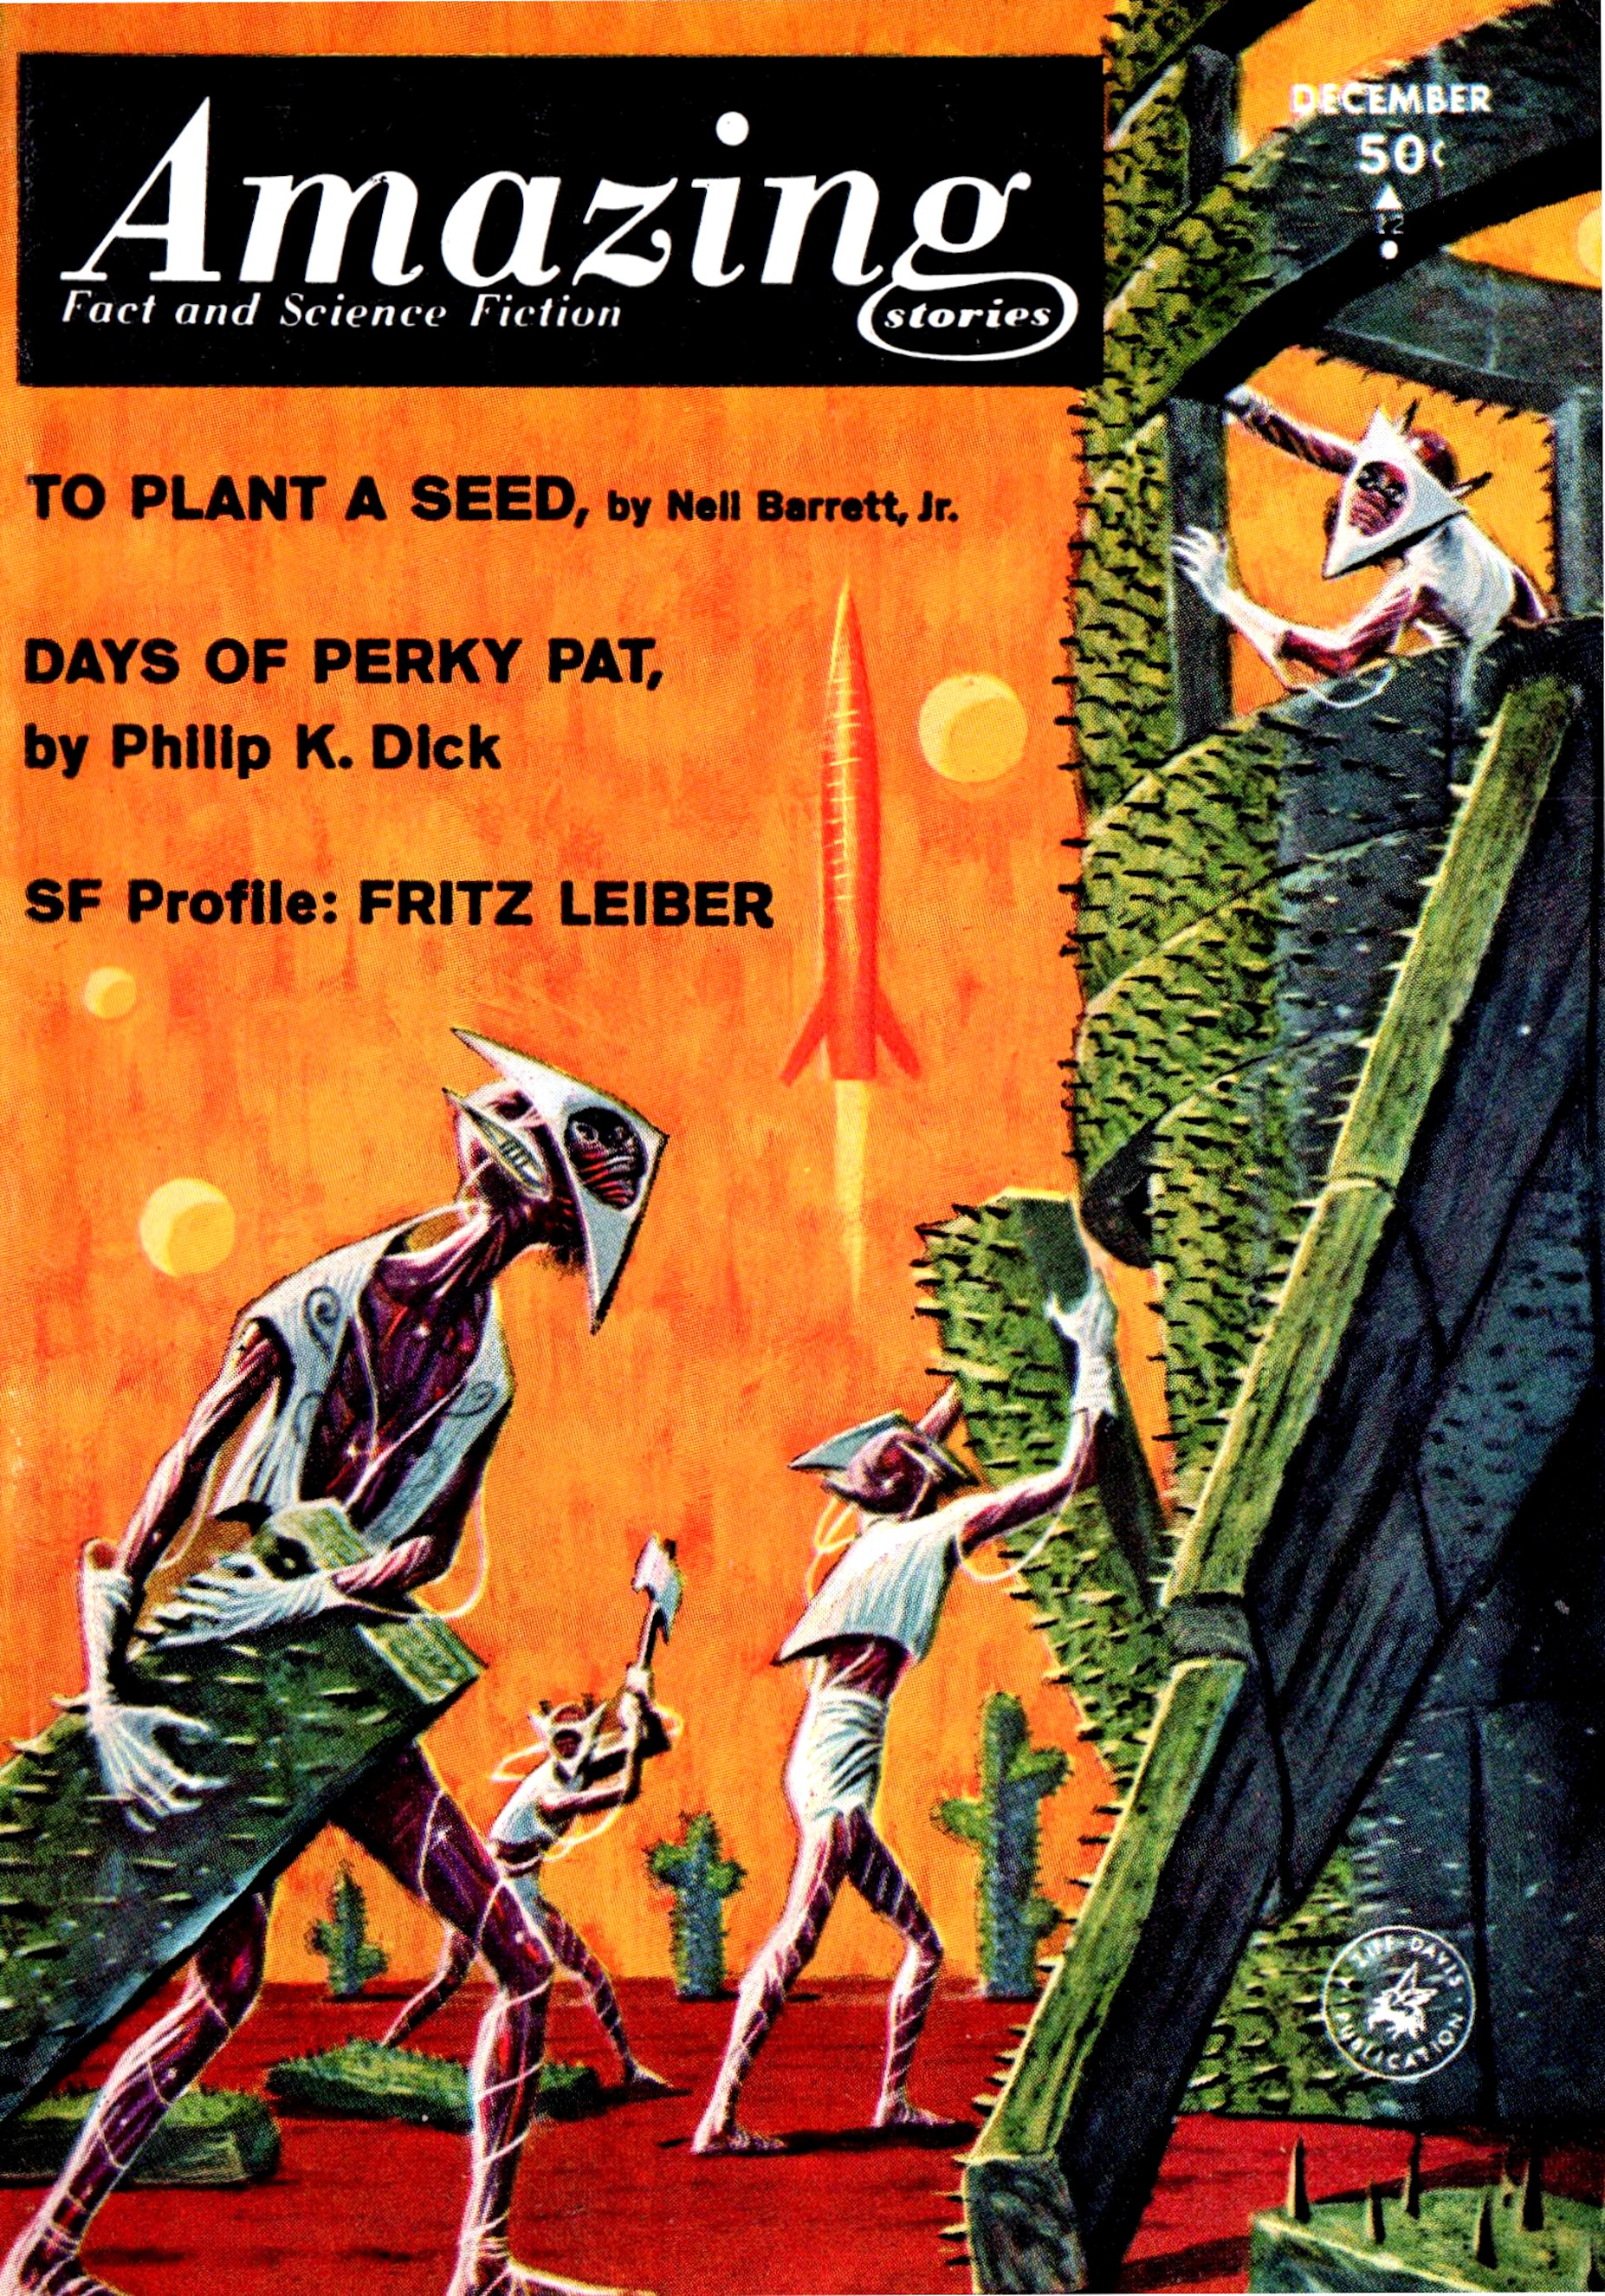 Amazing
Fact and Science Fiction
stories
DECEMBER
50¢
12
TO PLANT A SEED, by Neil Barrett, Jr.
DAYS OF PERKY PAT,
by Philip K. Dick
SF Profile: FRITZ LEIBER
ZIFF-DAVIS PUBLICATION